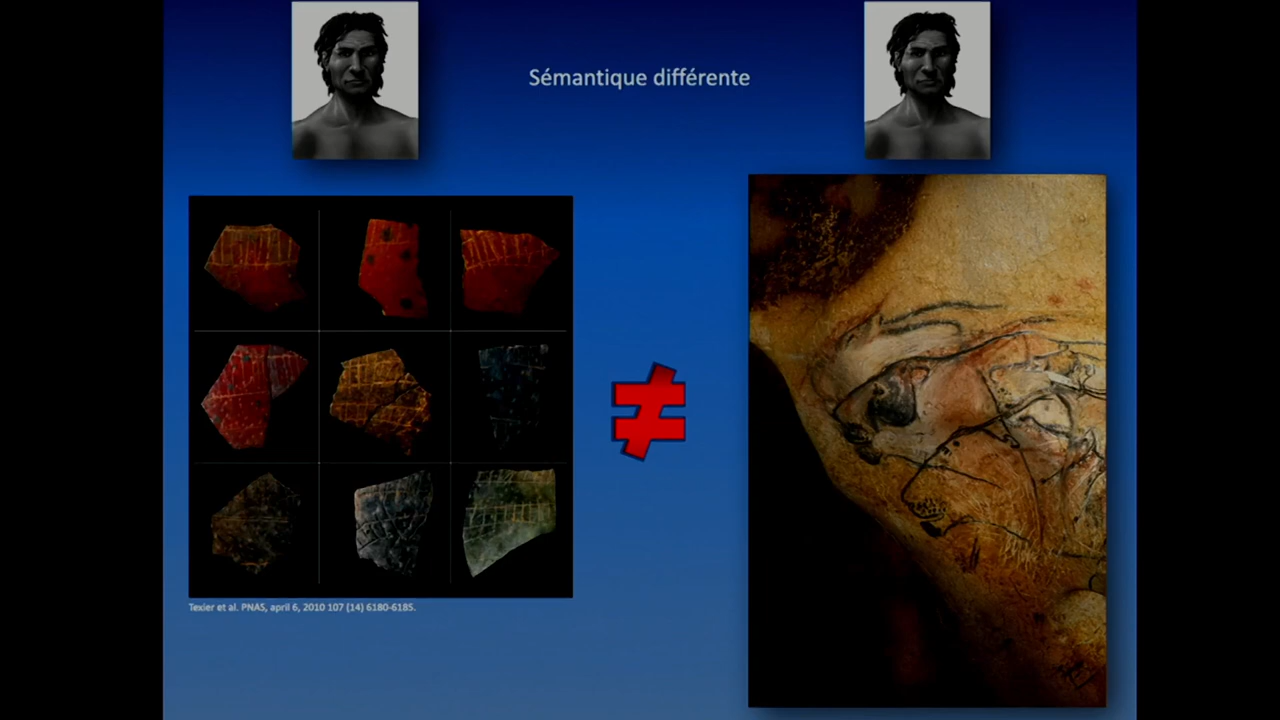 Sémantique différente
≠
Texier et al. PNAS, april 6, 2010 107 (14) 6180-6185.